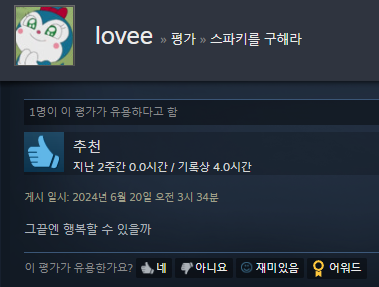 lovee » 평가 » 스파키를 구해라
1명이 이 평가가 유용하다고 함
추천
지난 2주간 0.0시간 / 기록상 4.0시간
게시 일시: 2024년 6월 20일 오전 3시 34분
그끝엔 행복할 수 있을까
이 평가가 유용한가요? 네 아니요 재미있음 어워드